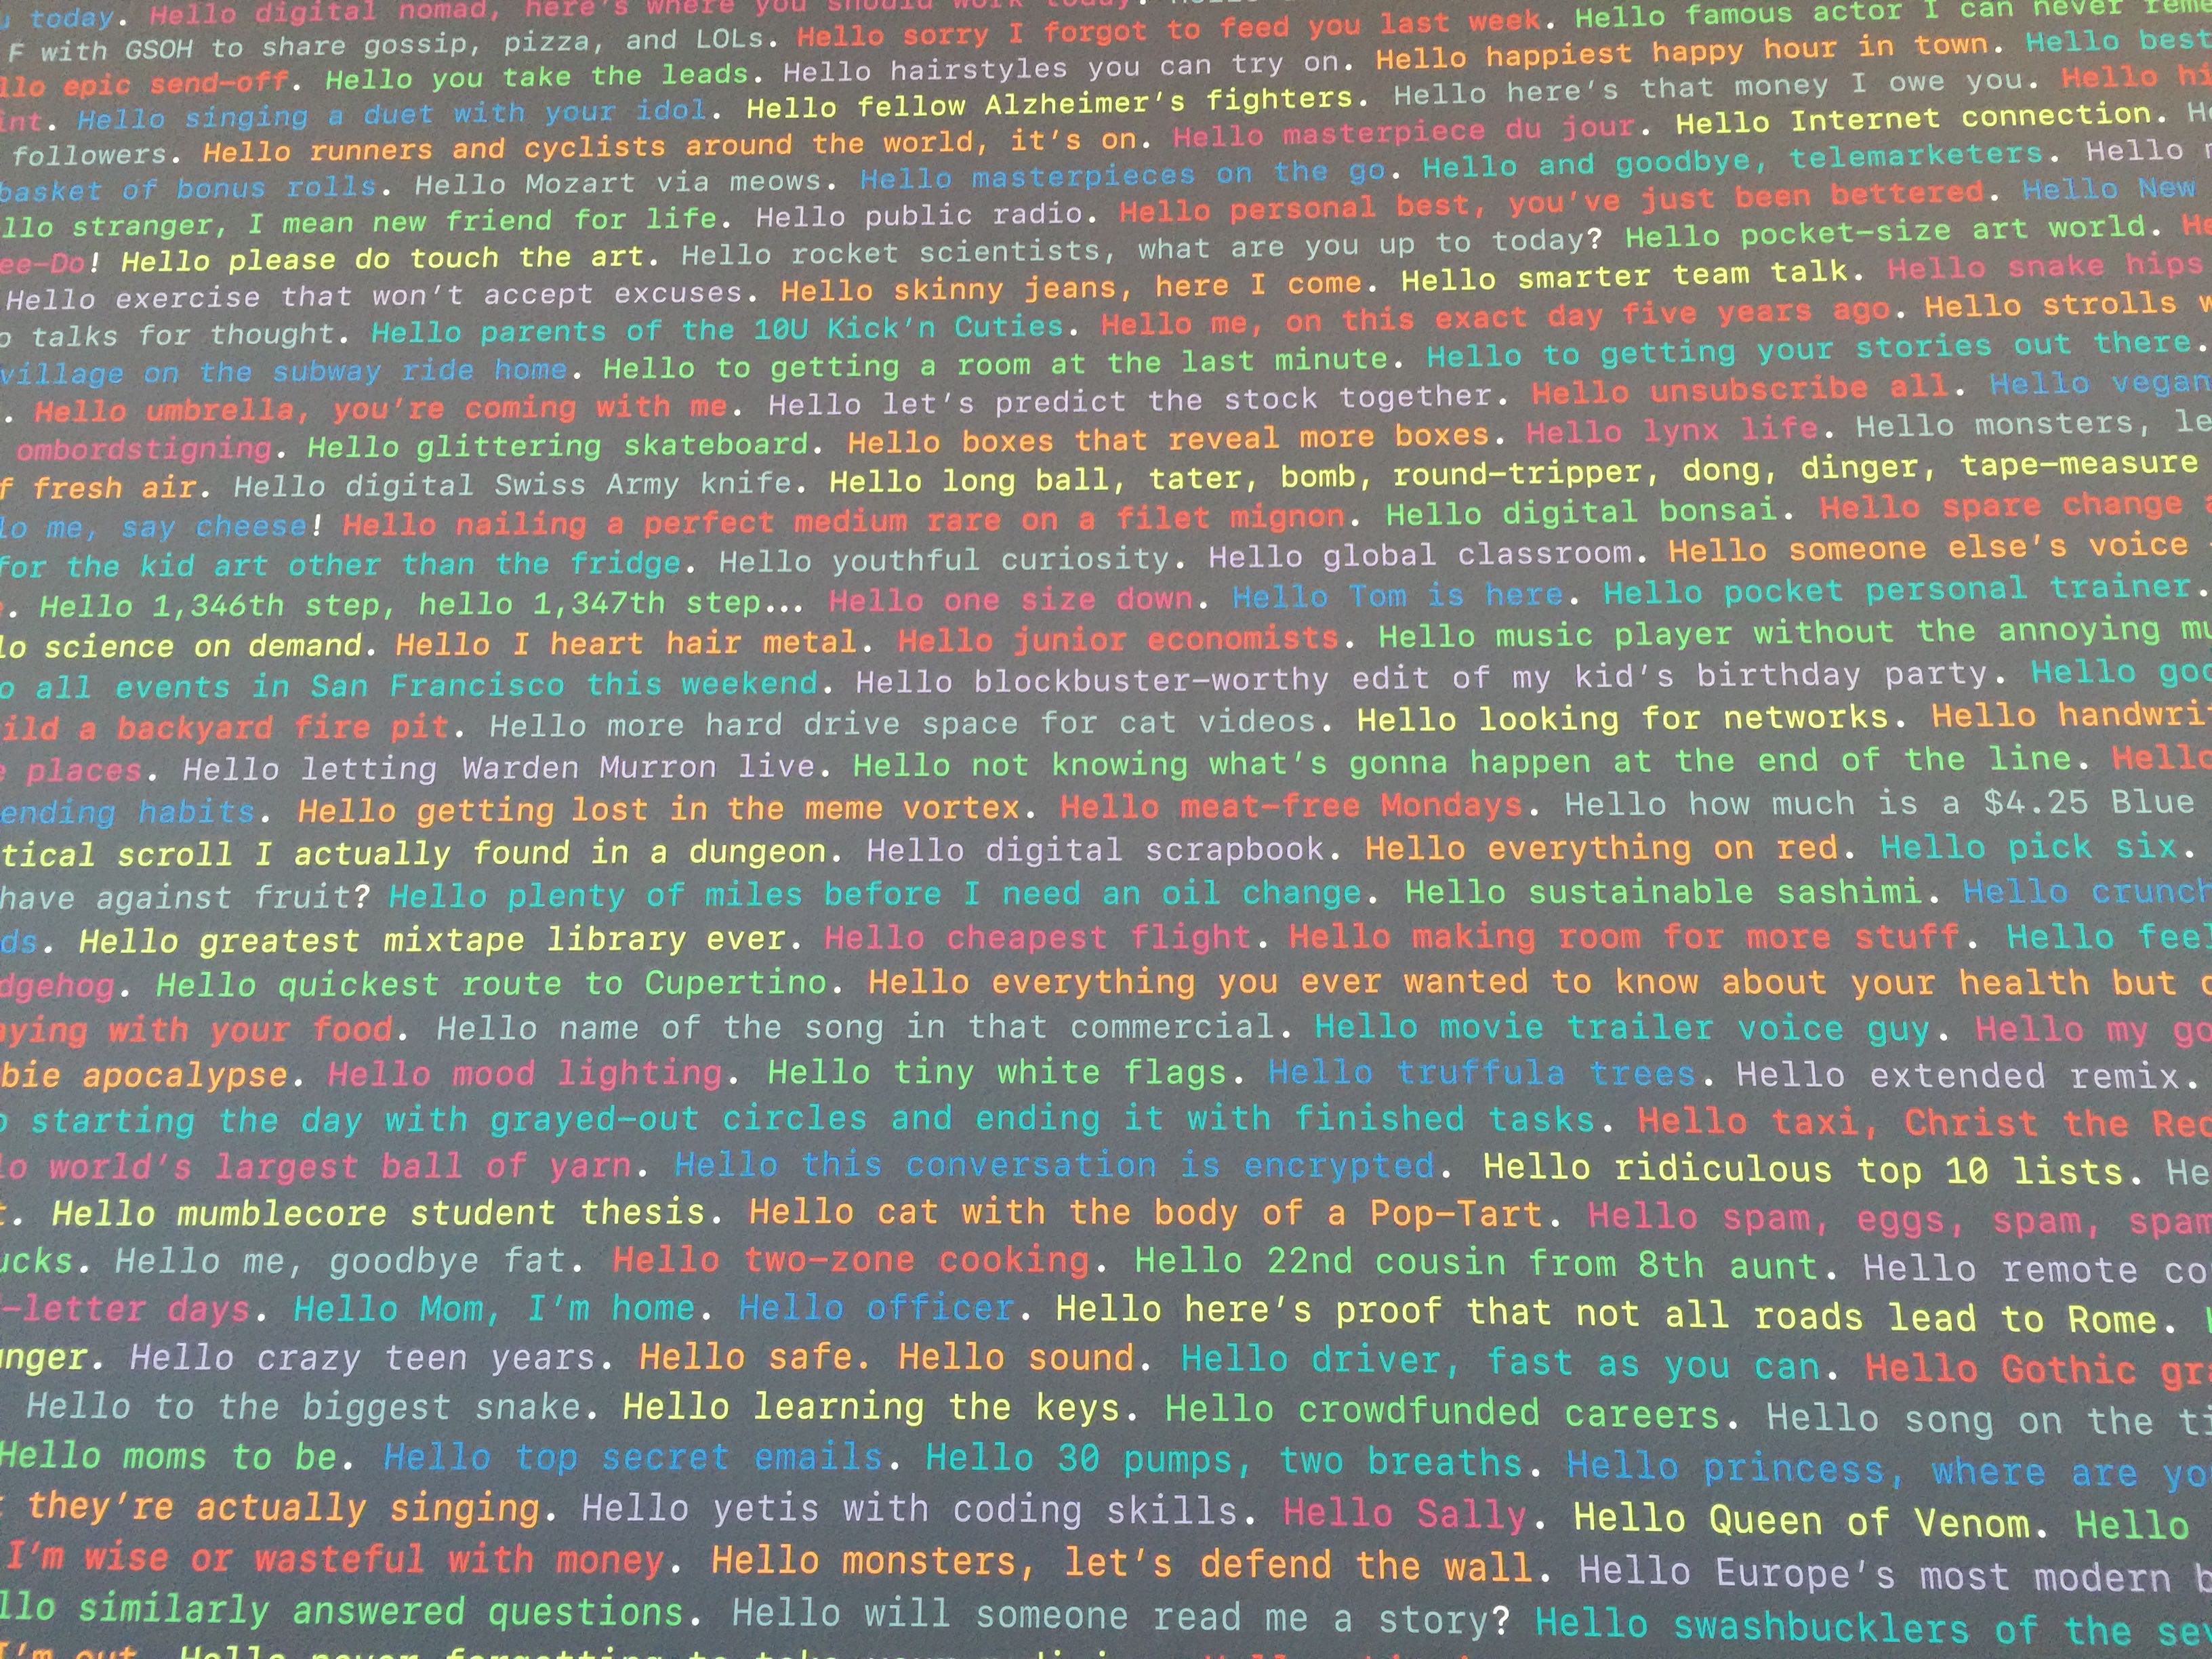 today. Hello digital nomad, here's where you should work today.
F with GSOH to share gossip, pizza, and LOLs. Hello sorry I forgot to feed you last week. Hello famous actor I can never
llo epic send-off. Hello you take the leads. Hello hairstyles you can try on. Hello happiest happy hour in town. Hello best
int. Hello singing a duet with your idol. Hello fellow Alzheimer's fighters. Hello here's that money I owe you. Hello hi
followers. Hello runners and cyclists around the world, it's on. Hello masterpiece du jour. Hello Internet connection. He
basket of bonus rolls. Hello Mozart via meows. Hello masterpieces on the go. Hello and goodbye, telemarketers. Hello
llo stranger, I mean new friend for life. Hello public radio. Hello personal best, you've just been bettered. Hello New
ee-Do! Hello please do touch the art. Hello rocket scientists, what are you up to today? Hello pocket-size art world. He
Hello exercise that won't accept excuses. Hello skinny jeans, here I come. Hello smarter team talk. Hello snake hips
o talks for thought. Hello parents of the 10U Kick'n Cuties. Hello me, on this exact day five years ago. Hello strolls w
village on the subway ride home. Hello to getting a room at the last minute. Hello to getting your stories out there.
. Hello umbrella, you're coming with me. Hello let's predict the stock together. Hello unsubscribe all. Hello vegan
ombordstigning. Hello glittering skateboard. Hello boxes that reveal more boxes. Hello lynx life. Hello monsters, le
f fresh air. Hello digital Swiss Army knife. Hello long ball, tater, bomb, round-tripper, dong, dinger, tape-measure
lo me, say cheese! Hello nailing a perfect medium rare on a filet mignon. Hello digital bonsai. Hello spare change
for the kid art other than the fridge. Hello youthful curiosity. Hello global classroom. Hello someone else's voice
. Hello 1,346th step, hello 1,347th step... Hello one size down. Hello Tom is here. Hello pocket personal trainer.
lo science on demand. Hello I heart hair metal. Hello junior economists. Hello music player without the annoying mu
o all events in San Francisco this weekend. Hello blockbuster-worthy edit of my kid's birthday party. Hello goo
ild a backyard fire pit. Hello more hard drive space for cat videos. Hello looking for networks. Hello handwri
e places. Hello letting Warden Murron live. Hello not knowing what's gonna happen at the end of the line. Hello
ending habits. Hello getting lost in the meme vortex. Hello meat-free Mondays. Hello how much is a $4.25 Blue
tical scroll I actually found in a dungeon. Hello digital scrapbook. Hello everything on red. Hello pick six.
have against fruit? Hello plenty of miles before I need an oil change. Hello sustainable sashimi. Hello crunch
ds. Hello greatest mixtape library ever. Hello cheapest flight. Hello making room for more stuff. Hello feel
dgehog. Hello quickest route to Cupertino. Hello everything you ever wanted to know about your health but
aying with your food. Hello name of the song in that commercial. Hello movie trailer voice guy. Hello my go
bie apocalypse. Hello mood lighting. Hello tiny white flags. Hello truffula trees. Hello extended remix.
o starting the day with grayed-out circles and ending it with finished tasks. Hello taxi, Christ the Red
lo world's largest ball of yarn. Hello this conversation is encrypted. Hello ridiculous top 10 lists. He
t. Hello mumblecore student thesis. Hello cat with the body of a Pop-Tart. Hello spam, eggs, spam, spam
ucks. Hello me, goodbye fat. Hello two-zone cooking. Hello 22nd cousin from 8th aunt. Hello remote co
-letter days. Hello Mom, I'm home. Hello officer. Hello here's proof that not all roads lead to Rome.
nger. Hello crazy teen years. Hello safe. Hello sound. Hello driver, fast as you can. Hello Gothic gr
Hello to the biggest snake. Hello learning the keys. Hello crowdfunded careers. Hello song on the ti
Hello moms to be. Hello top secret emails. Hello 30 pumps, two breaths. Hello princess, where are yo
they're actually singing. Hello yetis with coding skills. Hello Sally. Hello Queen of Venom. Hello
I'm wise or wasteful with money. Hello monsters, let's defend the wall. Hello Europe's most modern b
llo similarly answered questions. Hello will someone read me a story? Hello swashbucklers of the sev
I'm out. Hello never forgetting to take your